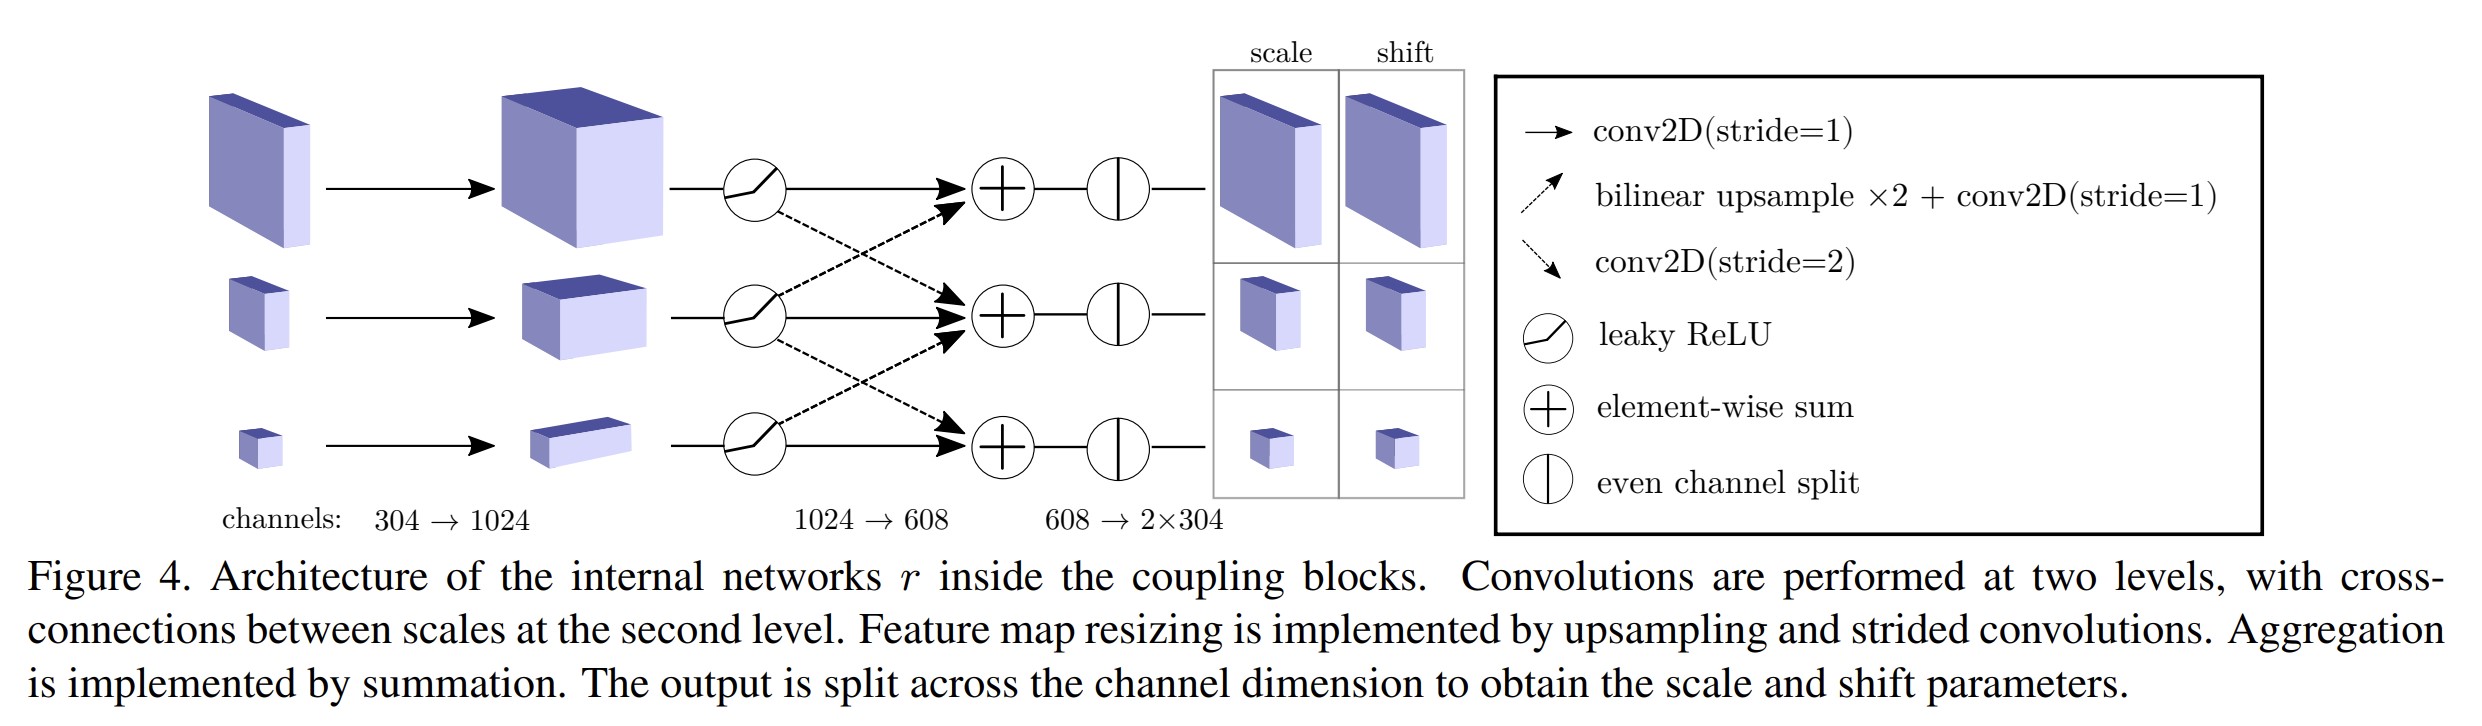 scale shift
conv2D(stride=1)
bilinear upsample ×2 + conv2D(stride=1)
conv2D(stride=2)
leaky ReLU
element-wise sum
even channel split
channels: 304 → 1024 1024 → 608 608 → 2×304
Figure 4. Architecture of the internal networks r inside the coupling blocks. Convolutions are performed at two levels, with cross-
connections between scales at the second level. Feature map resizing is implemented by upsampling and strided convolutions. Aggregation
is implemented by summation. The output is split across the channel dimension to obtain the scale and shift parameters.